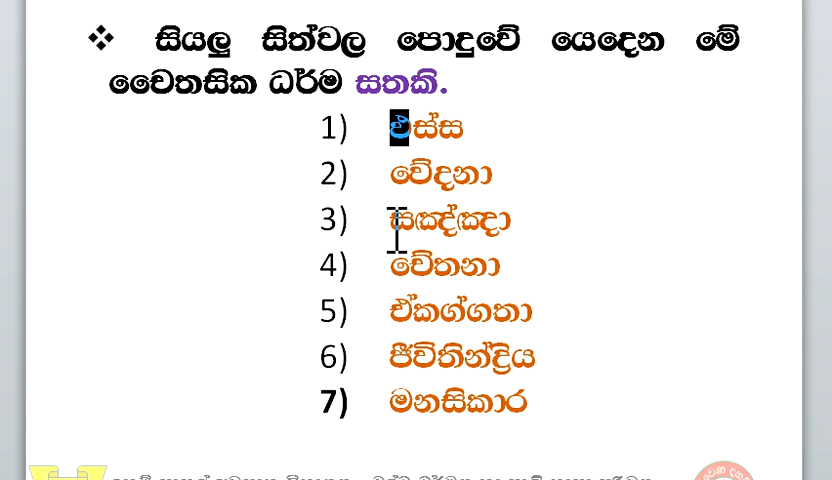 ❖ සියලු සිත්වල පොදුවේ යෙදෙන මේ
චෛතසික ධර්ම සතකි.
1) ඵස්ස
2) වේදනා
3) සඤ්ඤා
4) චේතනා
5) ඒකග්ගතා
6) ජීවිතින්ද්‍රිය
7) මනසිකාර